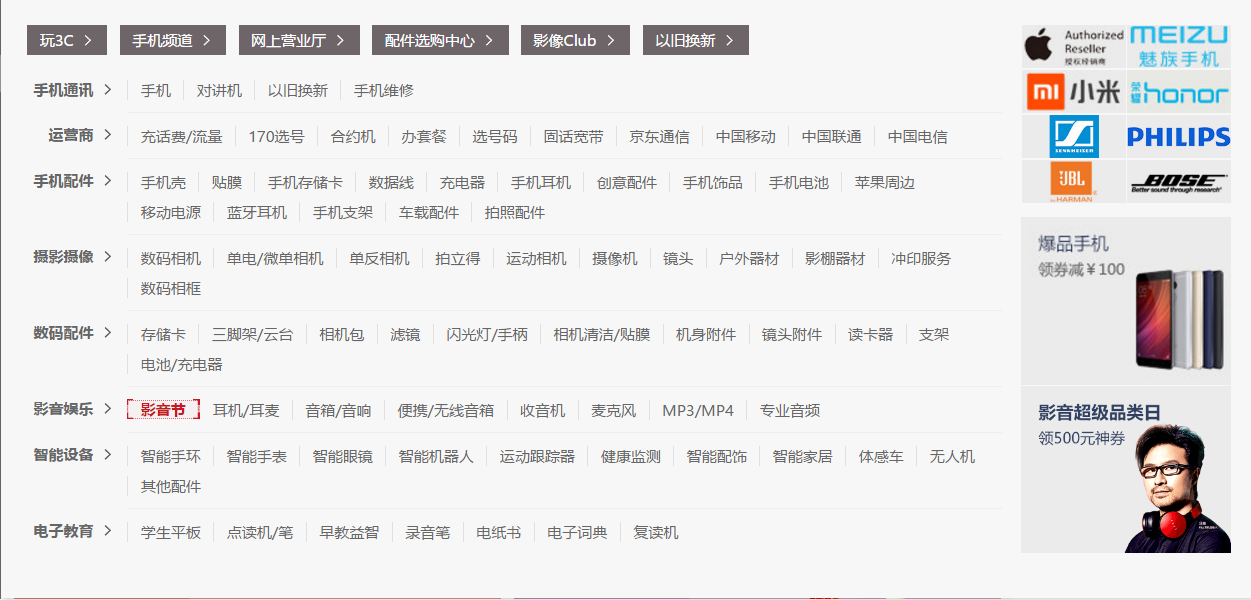 玩3C > 手机频道 > 网上营业厅 > 配件选购中心 > 影像Club > 以旧换新 >
手机通讯 > 手机 对讲机 以旧换新 手机维修
运营商 > 充话费/流量 170选号 合约机 办套餐 选号码 固话宽带 京东通信 中国移动 中国联通 中国电信
手机配件 > 手机壳 贴膜 手机存储卡 数据线 充电器 手机耳机 创意配件 手机饰品 手机电池 苹果周边
移动电源 蓝牙耳机 手机支架 车载配件 拍照配件
摄影摄像 > 数码相机 单电/微单相机 单反相机 拍立得 运动相机 摄像机 镜头 户外器材 影棚器材 冲印服务
数码相框
数码配件 > 存储卡 三脚架/云台 相机包 滤镜 闪光灯/手柄 相机清洁/贴膜 机身附件 镜头附件 读卡器 支架
电池/充电器
影音娱乐 > 影音节 耳机/耳麦 音箱/音响 便携/无线音箱 收音机 麦克风 MP3/MP4 专业音频
智能设备 > 智能手环 智能手表 智能眼镜 智能机器人 运动跟踪器 健康监测 智能配饰 智能家居 体感车 无人机
其他配件
电子教育 > 学生平板 点读机/笔 早教益智 录音笔 电纸书 电子词典 复读机
Authorized
Reseller
授权经销商
MEIZU
魅族手机
mi 小米
荣耀 honor
SENNHEISER
PHILIPS
JBL
by HARMAN
BOSE
Better sound through research
爆品手机
领券减￥100
影音超级品类日
领500元神券